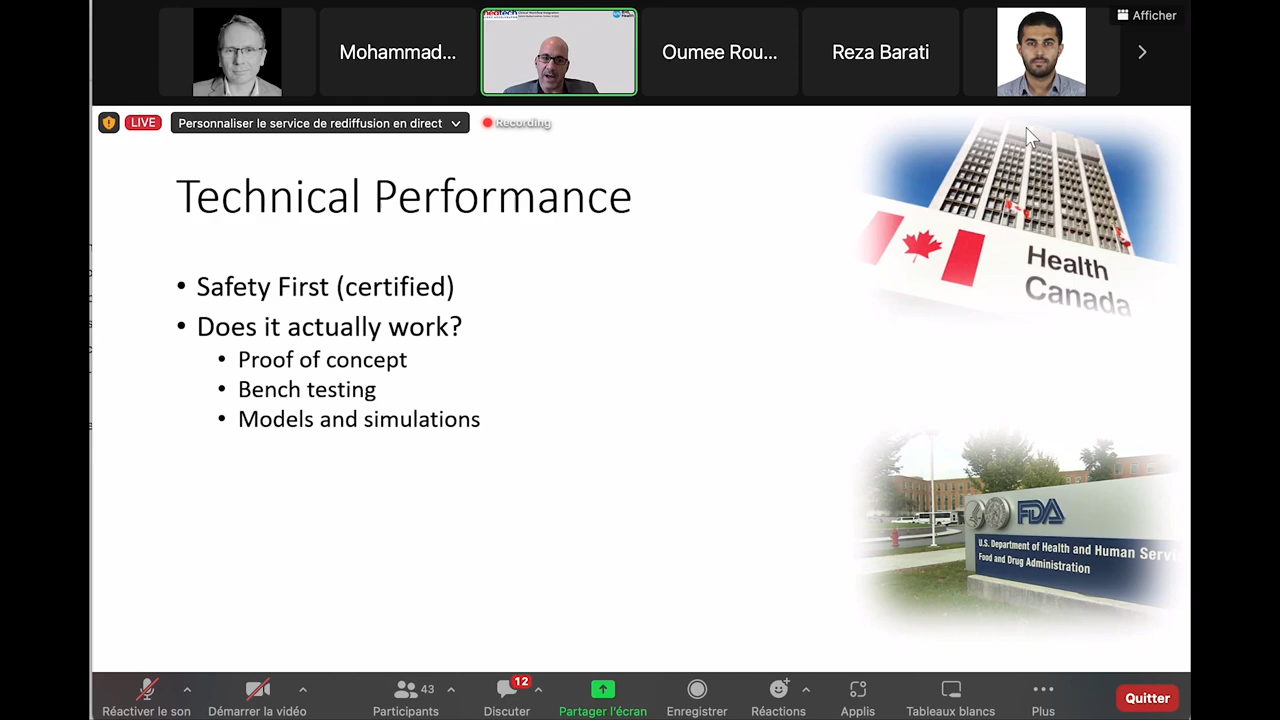 Afficher
Mohammad...
Oumee Rou...
Reza Barati
LIVE
Personnaliser le service de rediffusion en direct
Recording
Technical Performance
• Safety First (certified)
• Does it actually work?
• Proof of concept
• Bench testing
• Models and simulations
Health
Canada
FDA
U.S. Department of Health and Human Servi
Food and Drug Administration
12
43
Réactiver le son
Démarrer la vidéo
Participants
Discuter
Partager l'écran
Enregistrer
Réactions
Applis
Tableaux blancs
Plus
Quitter